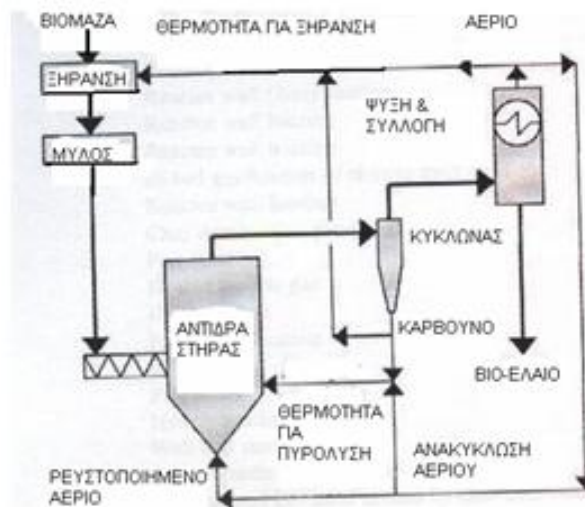 ΒΙΟΜΑΖΑ
ΘΕΡΜΟΤΗΤΑ ΓΙΑ ΞΗΡΑΝΣΗ
ΑΕΡΙΟ
ΞΗΡΑΝΣΗ
ΨΥΞΗ &
ΣΥΛΛΟΓΗ
ΜΥΛΟΣ
ΚΥΚΛΩΝΑΣ
ΑΝΤΙΔΡΑ
ΣΤΗΡΑΣ
ΚΑΡΒΟΥΝΟ
ΒΙΟ-ΕΛΑΙΟ
ΘΕΡΜΟΤΗΤΑ
ΓΙΑ
ΠΥΡΟΛΥΣΗ
ΑΝΑΚΥΚΛΩΣΗ
ΑΕΡΙΟΥ
ΡΕΥΣΤΟΠΟΙΗΜΕΝΟ
ΑΕΡΙΟ